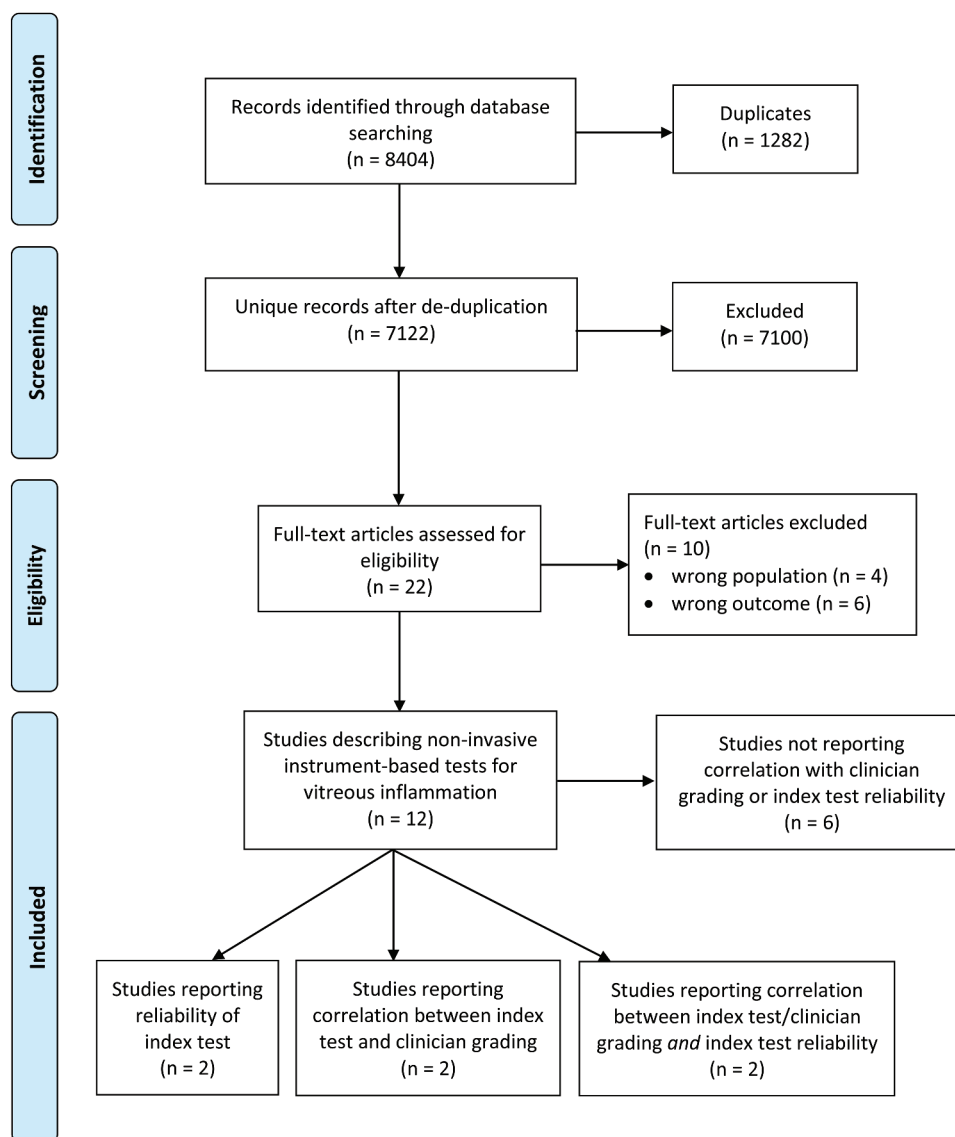 Identification
Records identified through database
searching
(n = 8404)
Duplicates
(n = 1282)
Screening
Unique records after de-duplication
(n = 7122)
Excluded
(n = 7100)
Eligibility
Full-text articles assessed for
eligibility
(n = 22)
Full-text articles excluded
(n = 10)
• wrong population (n = 4)
• wrong outcome (n = 6)
Included
Studies describing non-invasive
instrument-based tests for
vitreous inflammation
(n = 12)
Studies not reporting
correlation with clinician
grading or index test reliability
(n = 6)
Studies reporting
reliability of
index test
(n = 2)
Studies reporting
correlation between index
test and clinician grading
(n = 2)
Studies reporting correlation
between index test/clinician
grading and index test reliability
(n = 2)